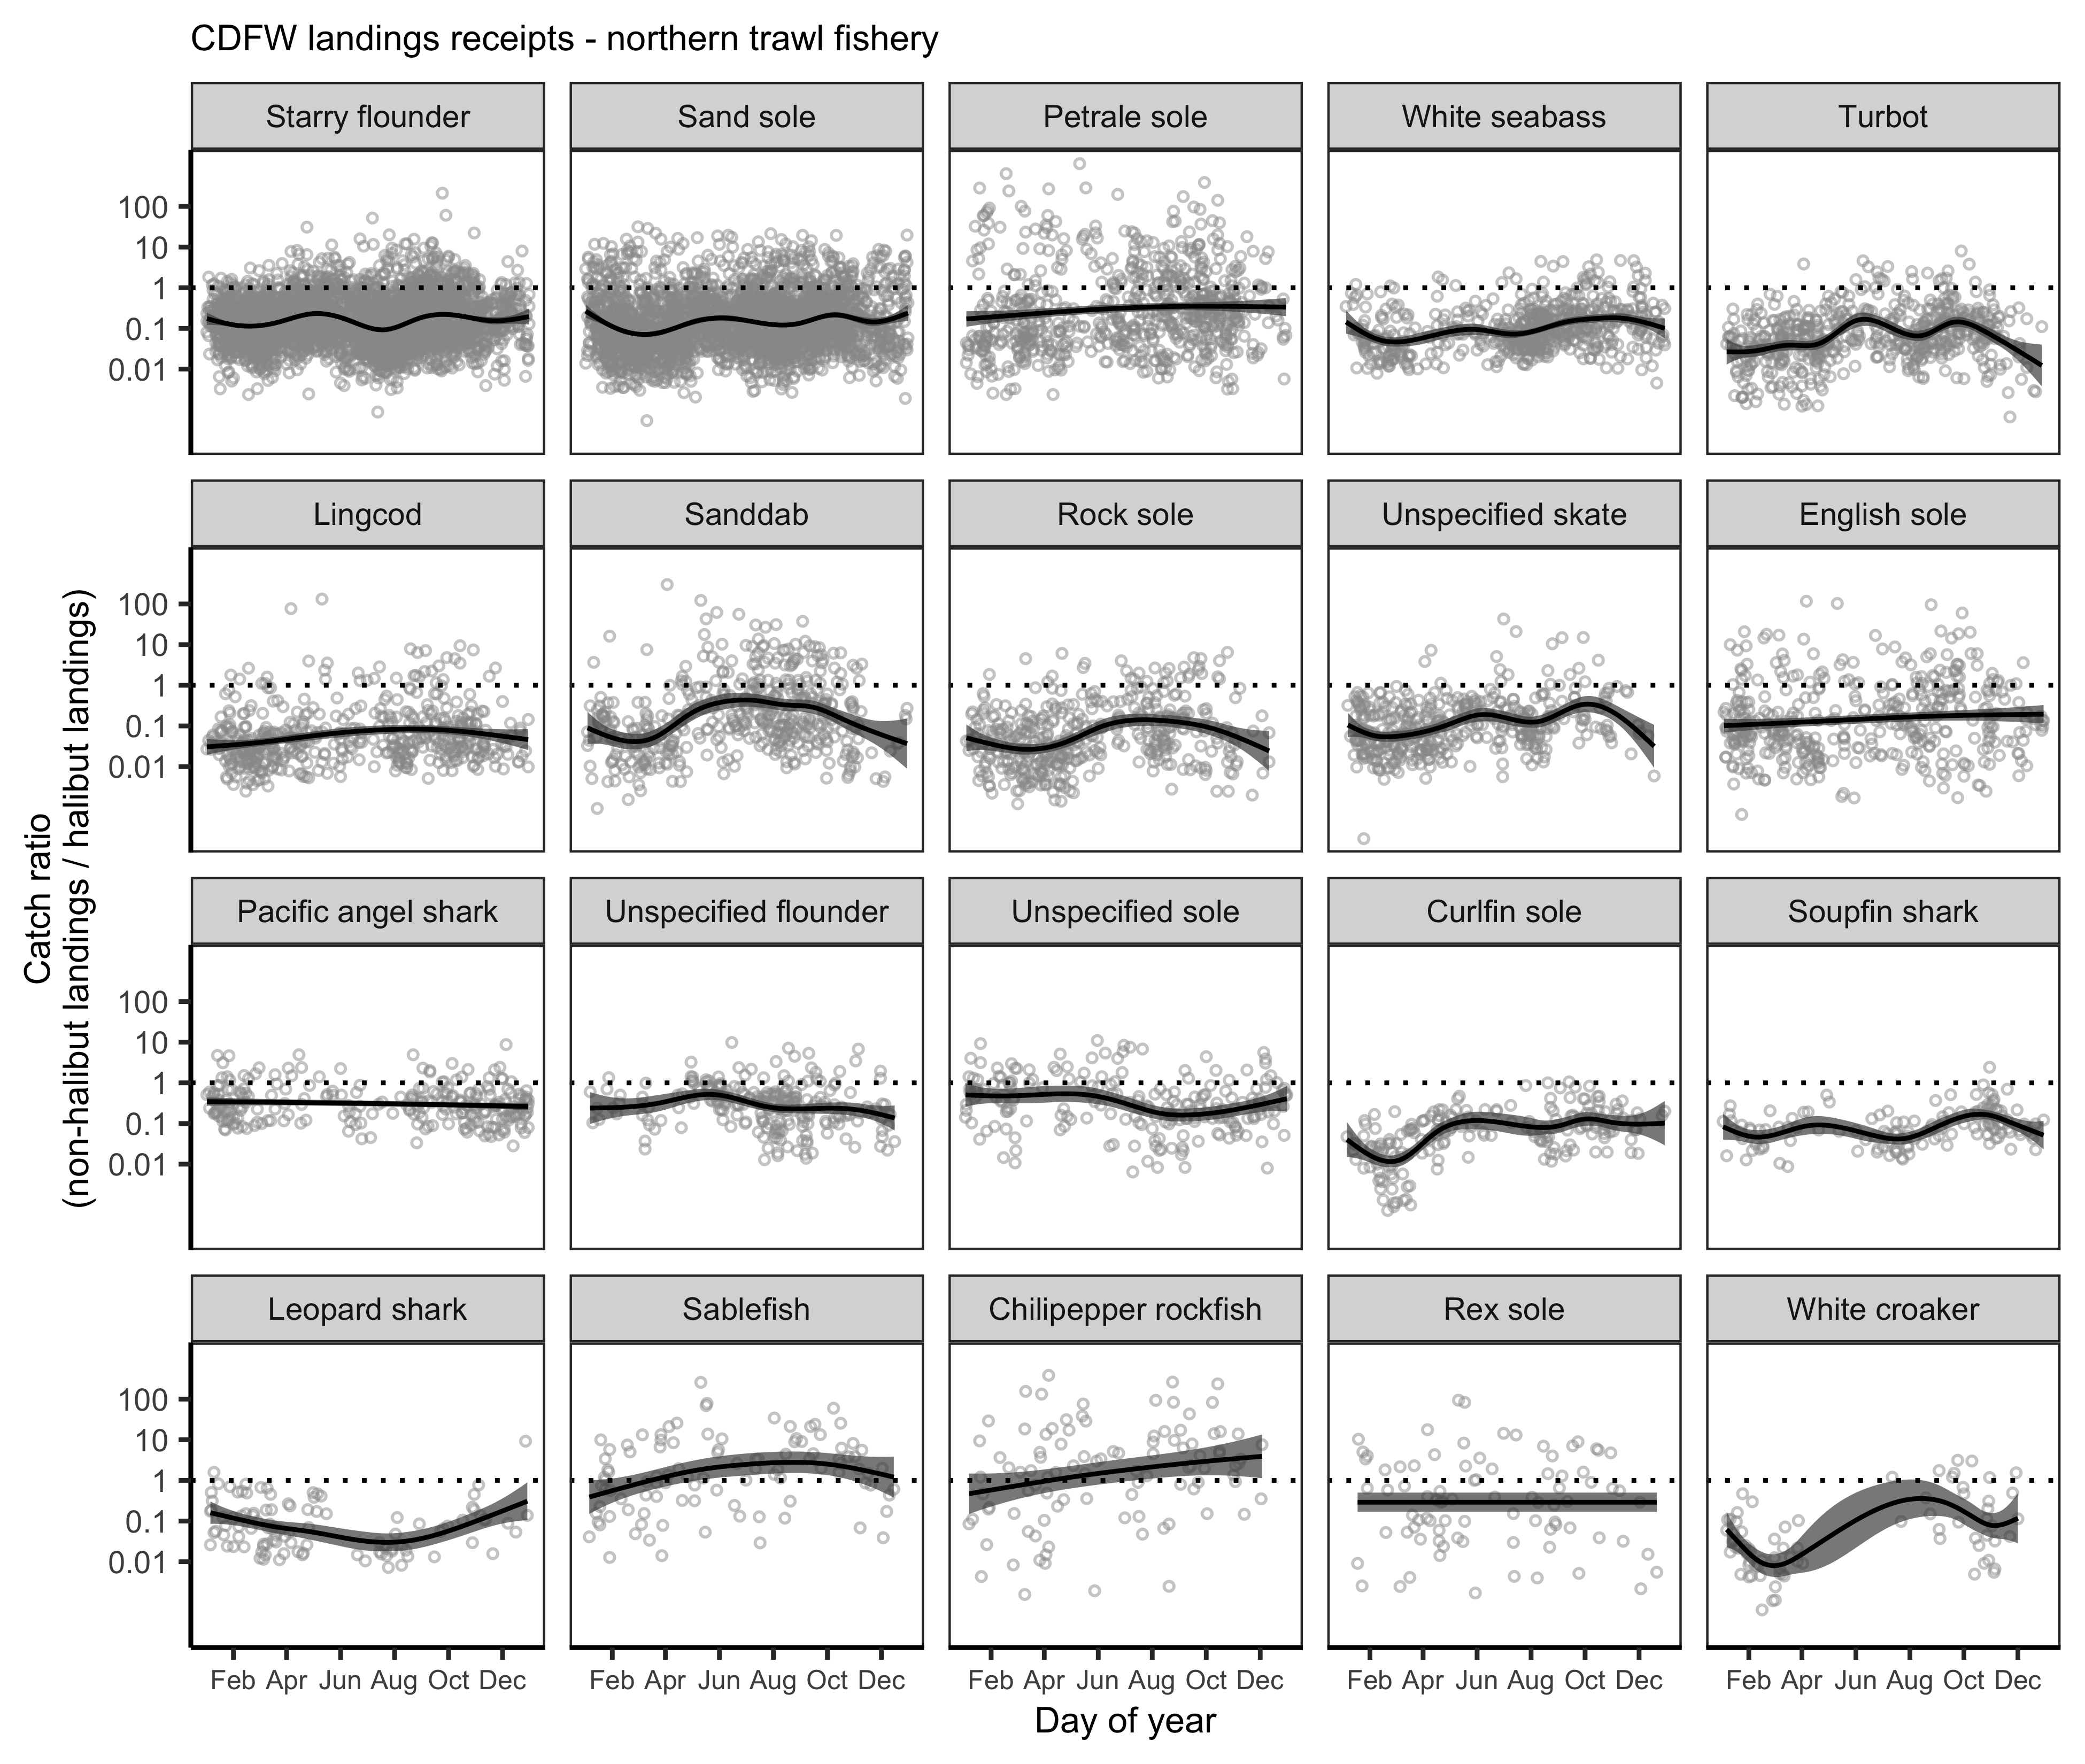 CDFW landings receipts - northern trawl fishery
Starry flounder
Sand sole
Petrale sole
White seabass
Turbot
100
10
1
0.1
0.01
Lingcod
Sanddab
Rock sole
Unspecified skate
English sole
100
10
1
0.1
0.01
Catch ratio
(non-halibut landings / halibut landings)
Pacific angel shark
Unspecified flounder
Unspecified sole
Curlfin sole
Soupfin shark
100
10
1
0.1
0.01
Leopard shark
Sablefish
Chilipepper rockfish
Rex sole
White croaker
100
10
1
0.1
0.01
Feb Apr Jun Aug Oct Dec
Feb Apr Jun Aug Oct Dec
Feb Apr Jun Aug Oct Dec
Feb Apr Jun Aug Oct Dec
Feb Apr Jun Aug Oct Dec
Day of year